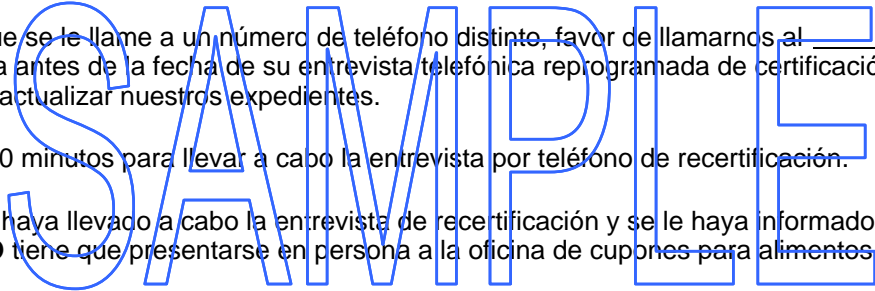 ue se le llame a un número de teléfono distinto, favor de llamarnos al
a antes de la fecha de su entrevista telefónica reprogramada de certificació
actualizar nuestros expedientes.
0 minutos para llevar a cabo la entrevista por teléfono de recertificación.
haya llevado a cabo la entrevista de recertificación y se le haya informado
O tiene que presentarse en persona a la oficina de cupones para alimentos
SAMPLE